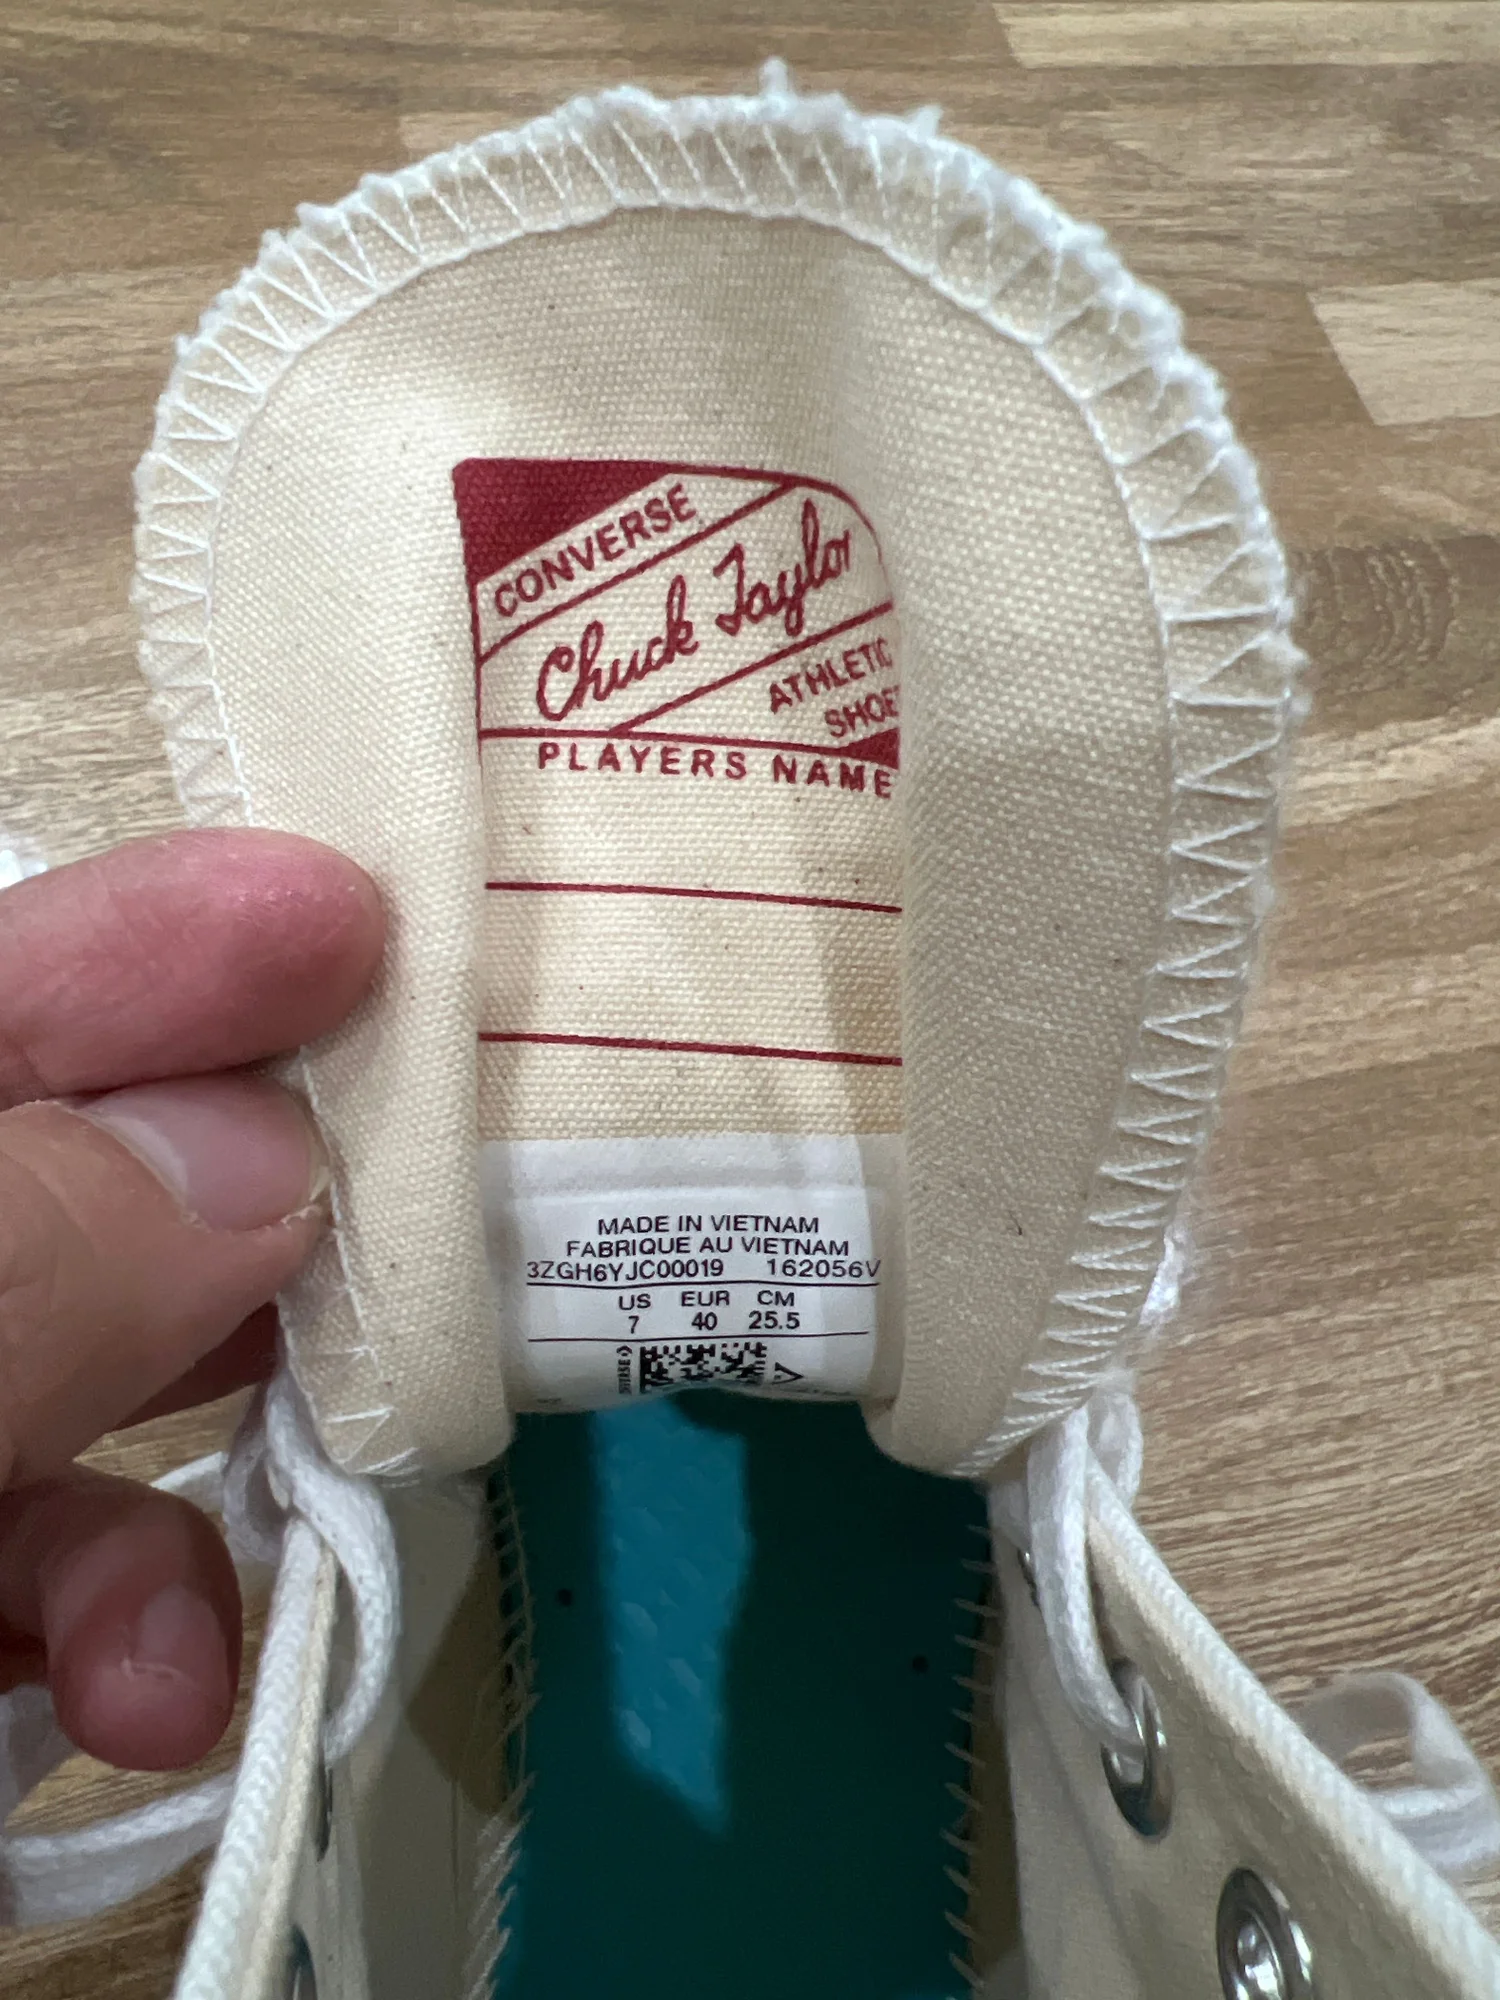 CONVERSE
Chuck Taylor
ATHLETIC
SHOE
PLAYERS NAME
MADE IN VIETNAM
FABRIQUE AU VIETNAM
3ZGH6YJC00019 162056V
US EUR CM
7 40 25.5